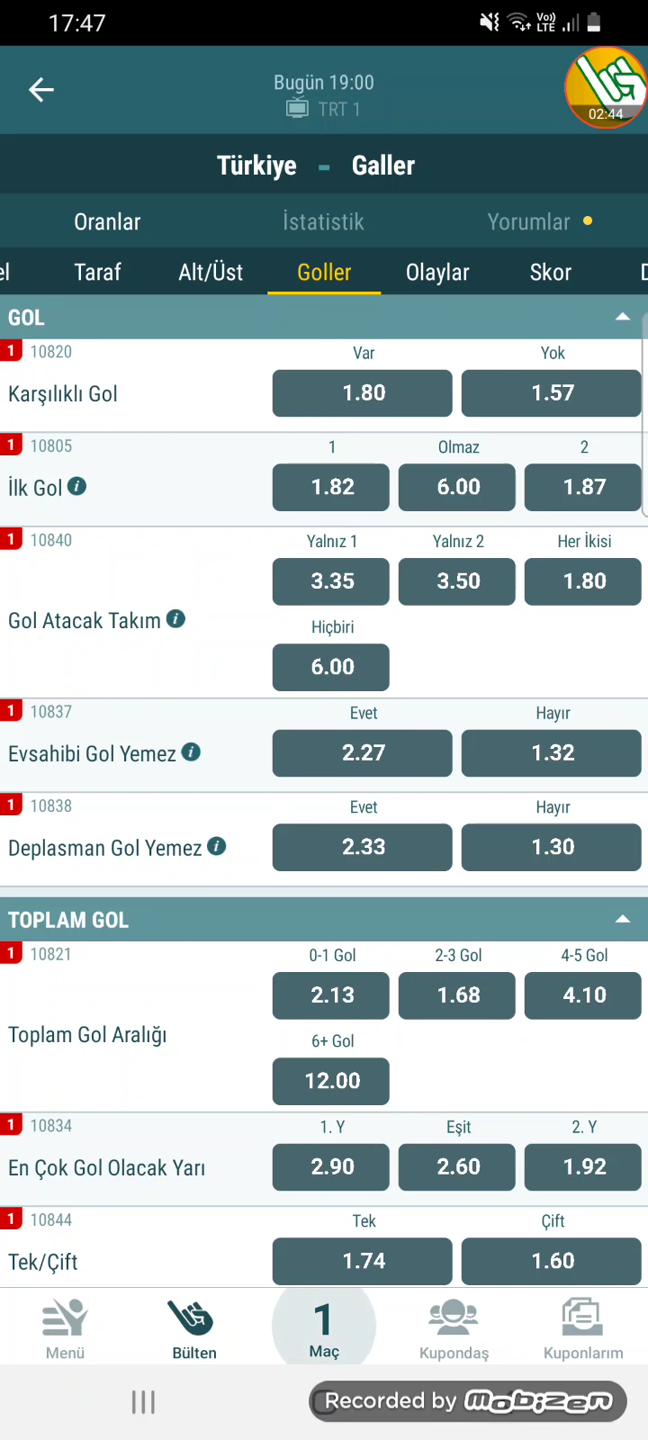 17:47
Vo))
LTE
Bugün 19:00
TRT 1
02:44
Türkiye - Galler
Oranlar İstatistik Yorumlar
el Taraf Alt/Üst Goller Olaylar Skor D
GOL
1 10820 Var Yok
Karşılıklı Gol 1.80 1.57
1 10805 1 Olmaz 2
İlk Gol i 1.82 6.00 1.87
1 10840 Yalnız 1 Yalnız 2 Her İkisi
3.35 3.50 1.80
Gol Atacak Takım i Hiçbiri
6.00
1 10837 Evet Hayır
Evsahibi Gol Yemez i 2.27 1.32
1 10838 Evet Hayır
Deplasman Gol Yemez i 2.33 1.30
TOPLAM GOL
1 10821 0-1 Gol 2-3 Gol 4-5 Gol
2.13 1.68 4.10
Toplam Gol Aralığı 6+ Gol
12.00
1 10834 1. Y Eşit 2. Y
En Çok Gol Olacak Yarı 2.90 2.60 1.92
1 10844 Tek Çift
Tek/Çift 1.74 1.60
1
Menü Bülten Maç Kupondaş Kuponlarım
Recorded by mobizen